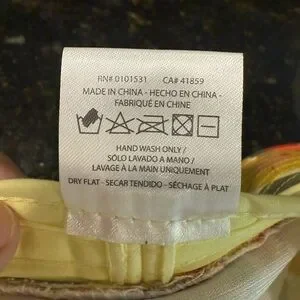 RN# 0101531 CA# 41859
MADE IN CHINA - HECHO EN CHINA -
FABRIQUÉ EN CHINE
HAND WASH ONLY /
SÓLO LAVADO A MANO /
LAVAGE À LA MAIN UNIQUEMENT
DRY FLAT - SECAR TENDIDO - SÉCHAGE À PLAT